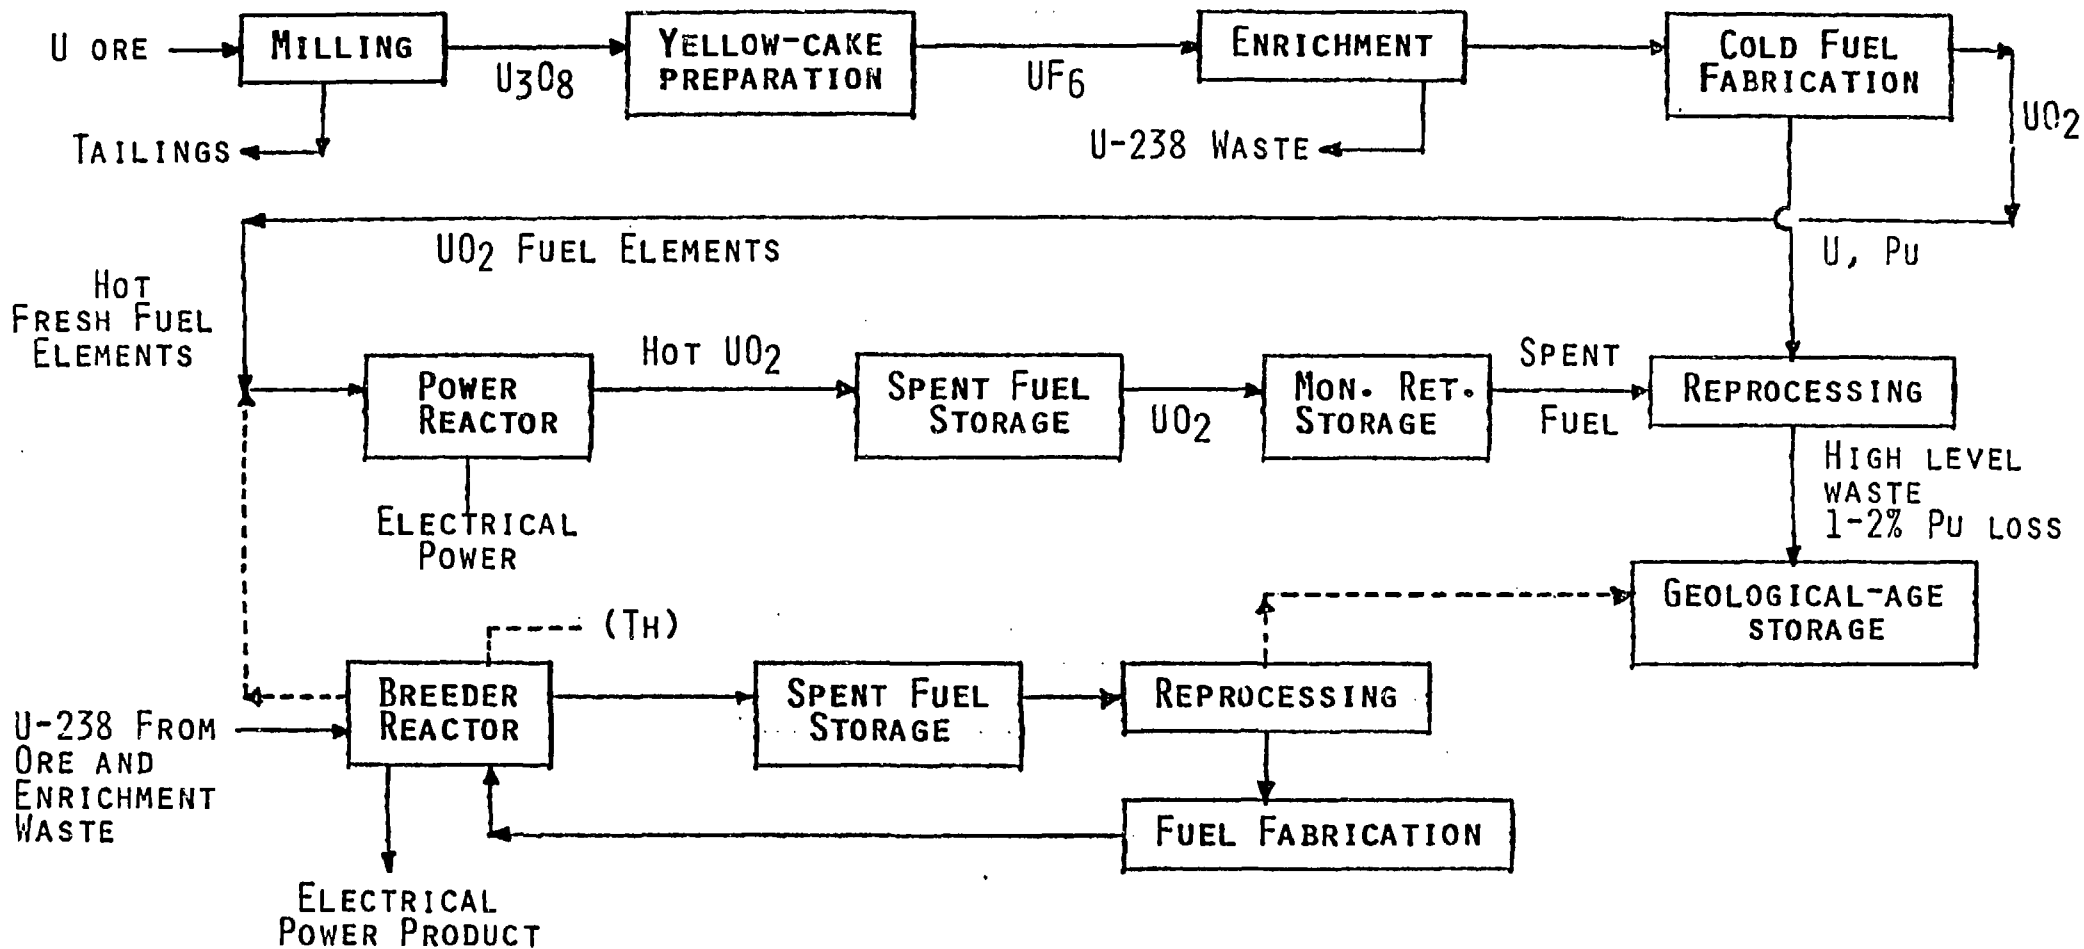 U ORE
MILLING
U3O8
YELLOW-CAKE
PREPARATION
UF6
ENRICHMENT
COLD FUEL
FABRICATION
UO2
TAILINGS
U-238 WASTE
UO2 FUEL ELEMENTS
U, PU
HOT
FRESH FUEL
ELEMENTS
POWER
REACTOR
HOT UO2
SPENT FUEL
STORAGE
UO2
MON. RET.
STORAGE
SPENT
FUEL
REPROCESSING
HIGH LEVEL
WASTE
1-2% PU LOSS
ELECTRICAL
POWER
GEOLOGICAL-AGE
STORAGE
(TH)
BREEDER
REACTOR
SPENT FUEL
STORAGE
REPROCESSING
U-238 FROM
ORE AND
ENRICHMENT
WASTE
FUEL FABRICATION
ELECTRICAL
POWER PRODUCT